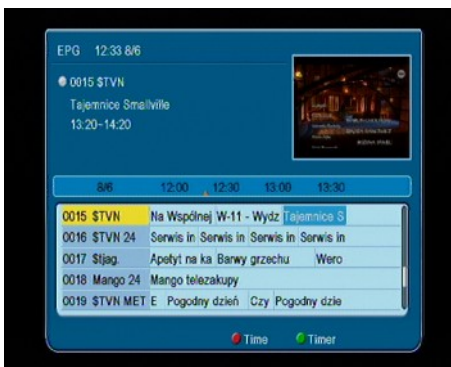 EPG 12:33 8/6
0015 $TVN
Tajemnice Smallville
13:20-14:20
8/6 12:00 12:30 13:00 13:30
0015 $TVN Na Wspólnej W-11 - Wydz Tajemnice S
0016 $TVN 24 Serwis in Serwis in Serwis in Serwis in
0017 $tjag. Apetyt na ka Barwy grzechu Wero
0018 Mango 24 Mango telezakupy
0019 $TVN MET E Pogodny dzień Czy Pogodny dzie
Time Timer